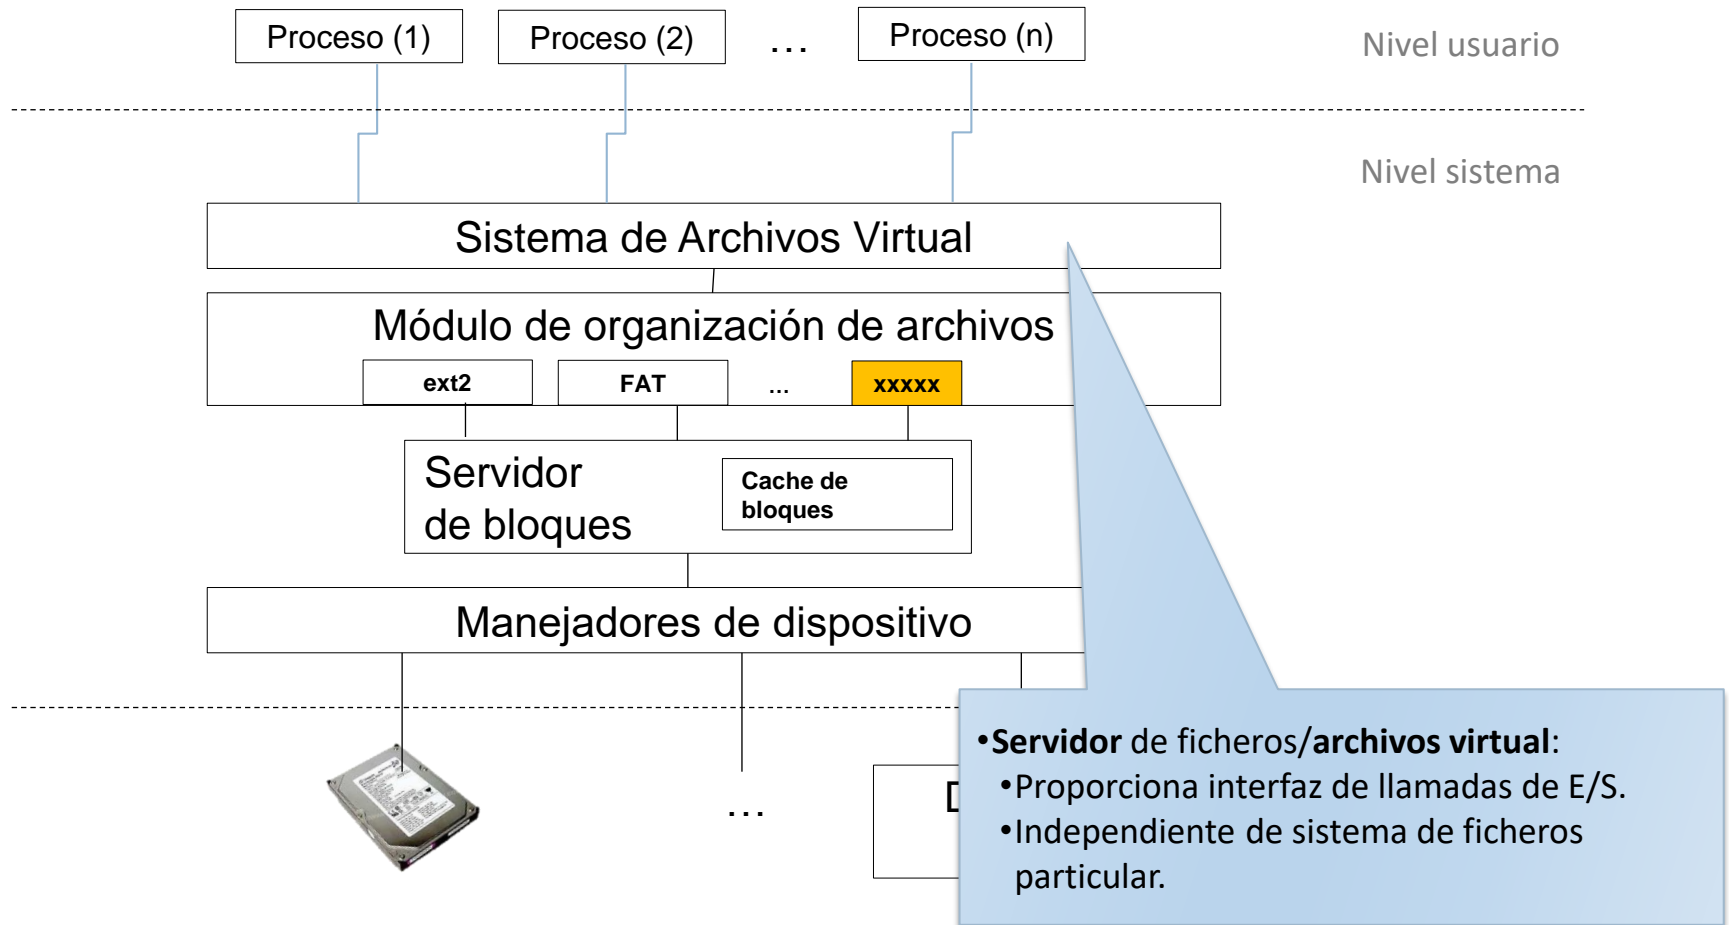 Proceso (1)
Proceso (2)
...
Proceso (n)
Nivel usuario
Nivel sistema
Sistema de Archivos Virtual
Módulo de organización de archivos
ext2
FAT
...
xxxxx
Servidor
de bloques
Cache de
bloques
Manejadores de dispositivo
...
•Servidor de ficheros/archivos virtual:
•Proporciona interfaz de llamadas de E/S.
•Independiente de sistema de ficheros
particular.